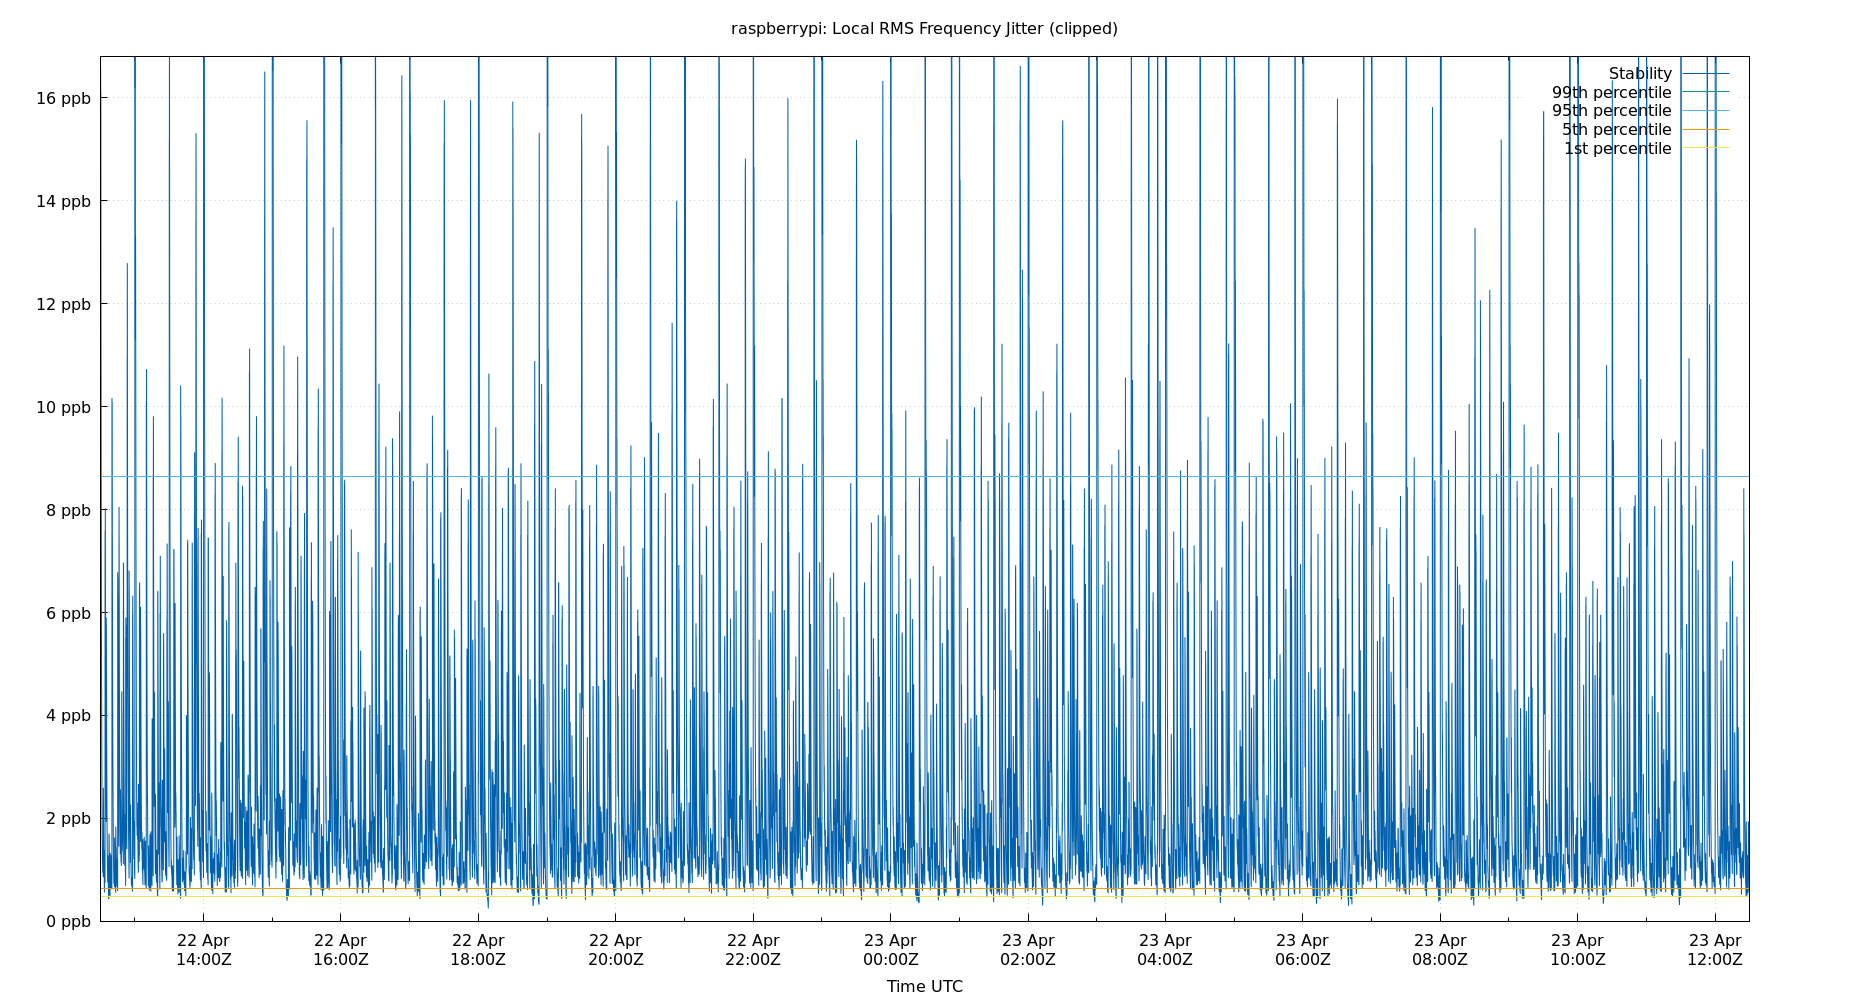 raspberrypi: Local RMS Frequency Jitter (clipped)
Stability
99th percentile
95th percentile
5th percentile
1st percentile
16 ppb
14 ppb
12 ppb
10 ppb
8 ppb
6 ppb
4 ppb
2 ppb
0 ppb
22 Apr 22 Apr 22 Apr 22 Apr 22 Apr 23 Apr 23 Apr 23 Apr 23 Apr 23 Apr 23 Apr 23 Apr
14:00Z 16:00Z 18:00Z 20:00Z 22:00Z 00:00Z 02:00Z 04:00Z 06:00Z 08:00Z 10:00Z 12:00Z
Time UTC